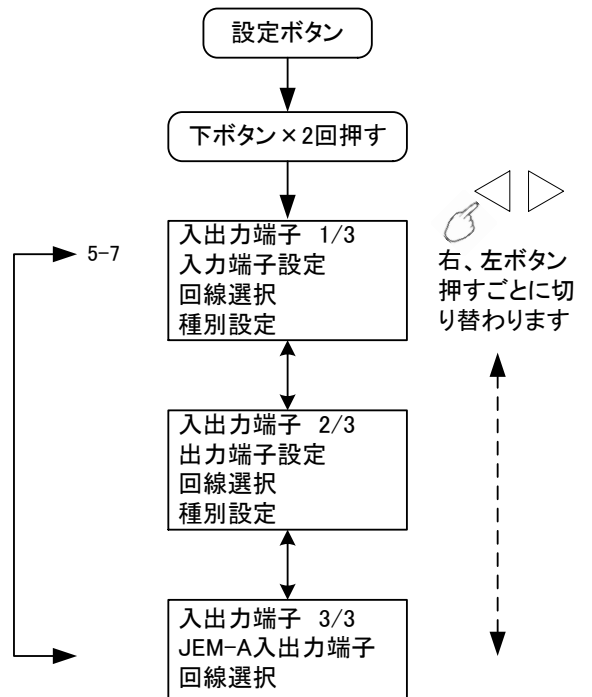 設定ボタン
下ボタン×2回押す
入出力端子 1/3
入力端子設定
回線選択
種別設定
5-7
右、左ボタン
押すごとに切
り替わります
入出力端子 2/3
出力端子設定
回線選択
種別設定
入出力端子 3/3
JEM-A入出力端子
回線選択